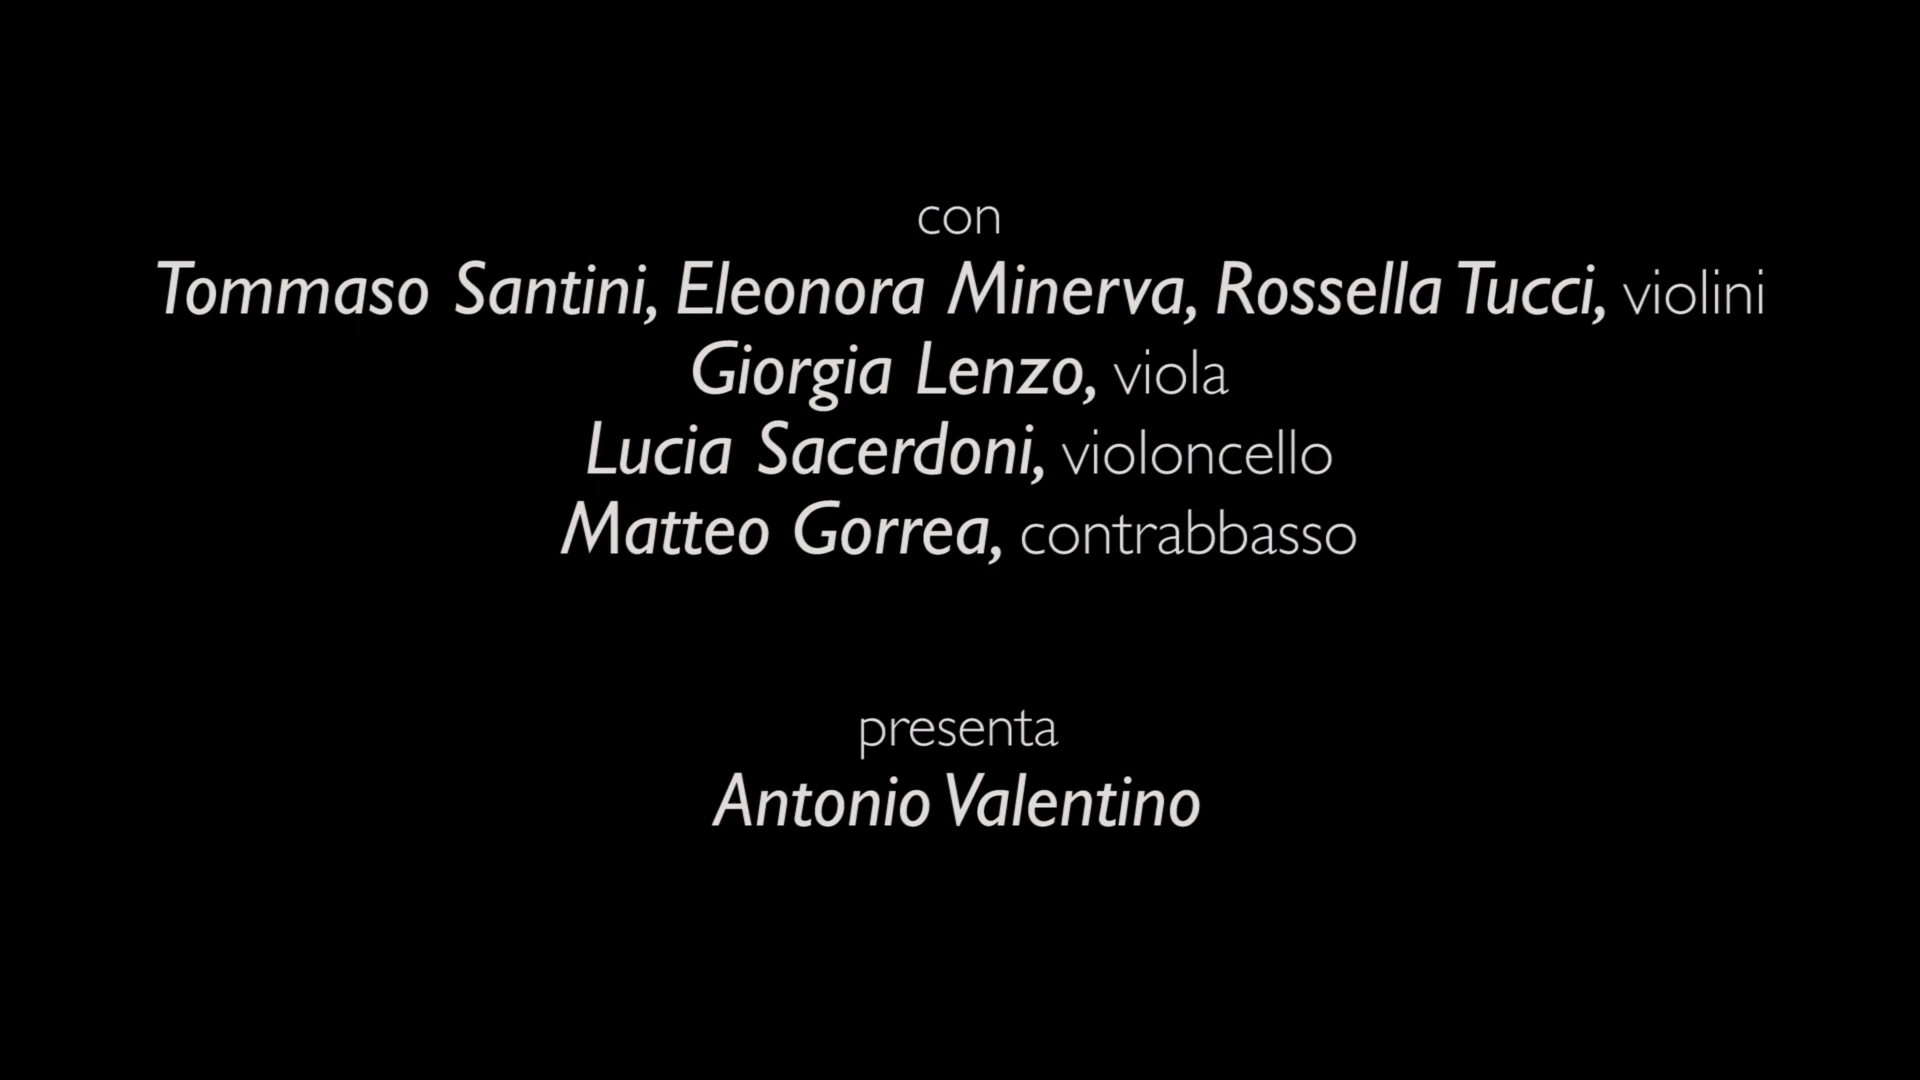 con
Tommaso Santini, Eleonora Minerva, Rossella Tucci, violini
Giorgia Lenzo, viola
Lucia Sacerdoni, violoncello
Matteo Gorrea, contrabbasso
presenta
Antonio Valentino